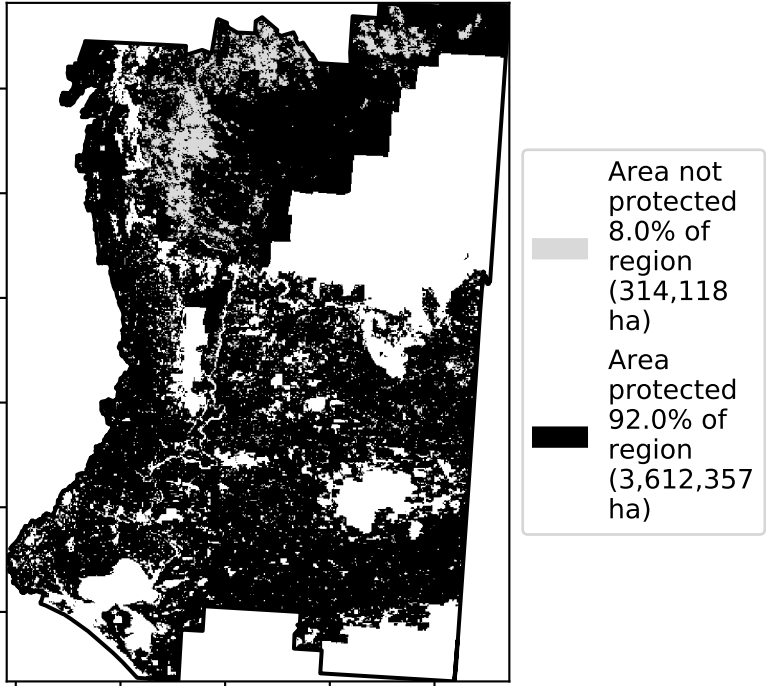 Area not
protected
8.0% of
region
(314,118
ha)
Area
protected
92.0% of
region
(3,612,357
ha)